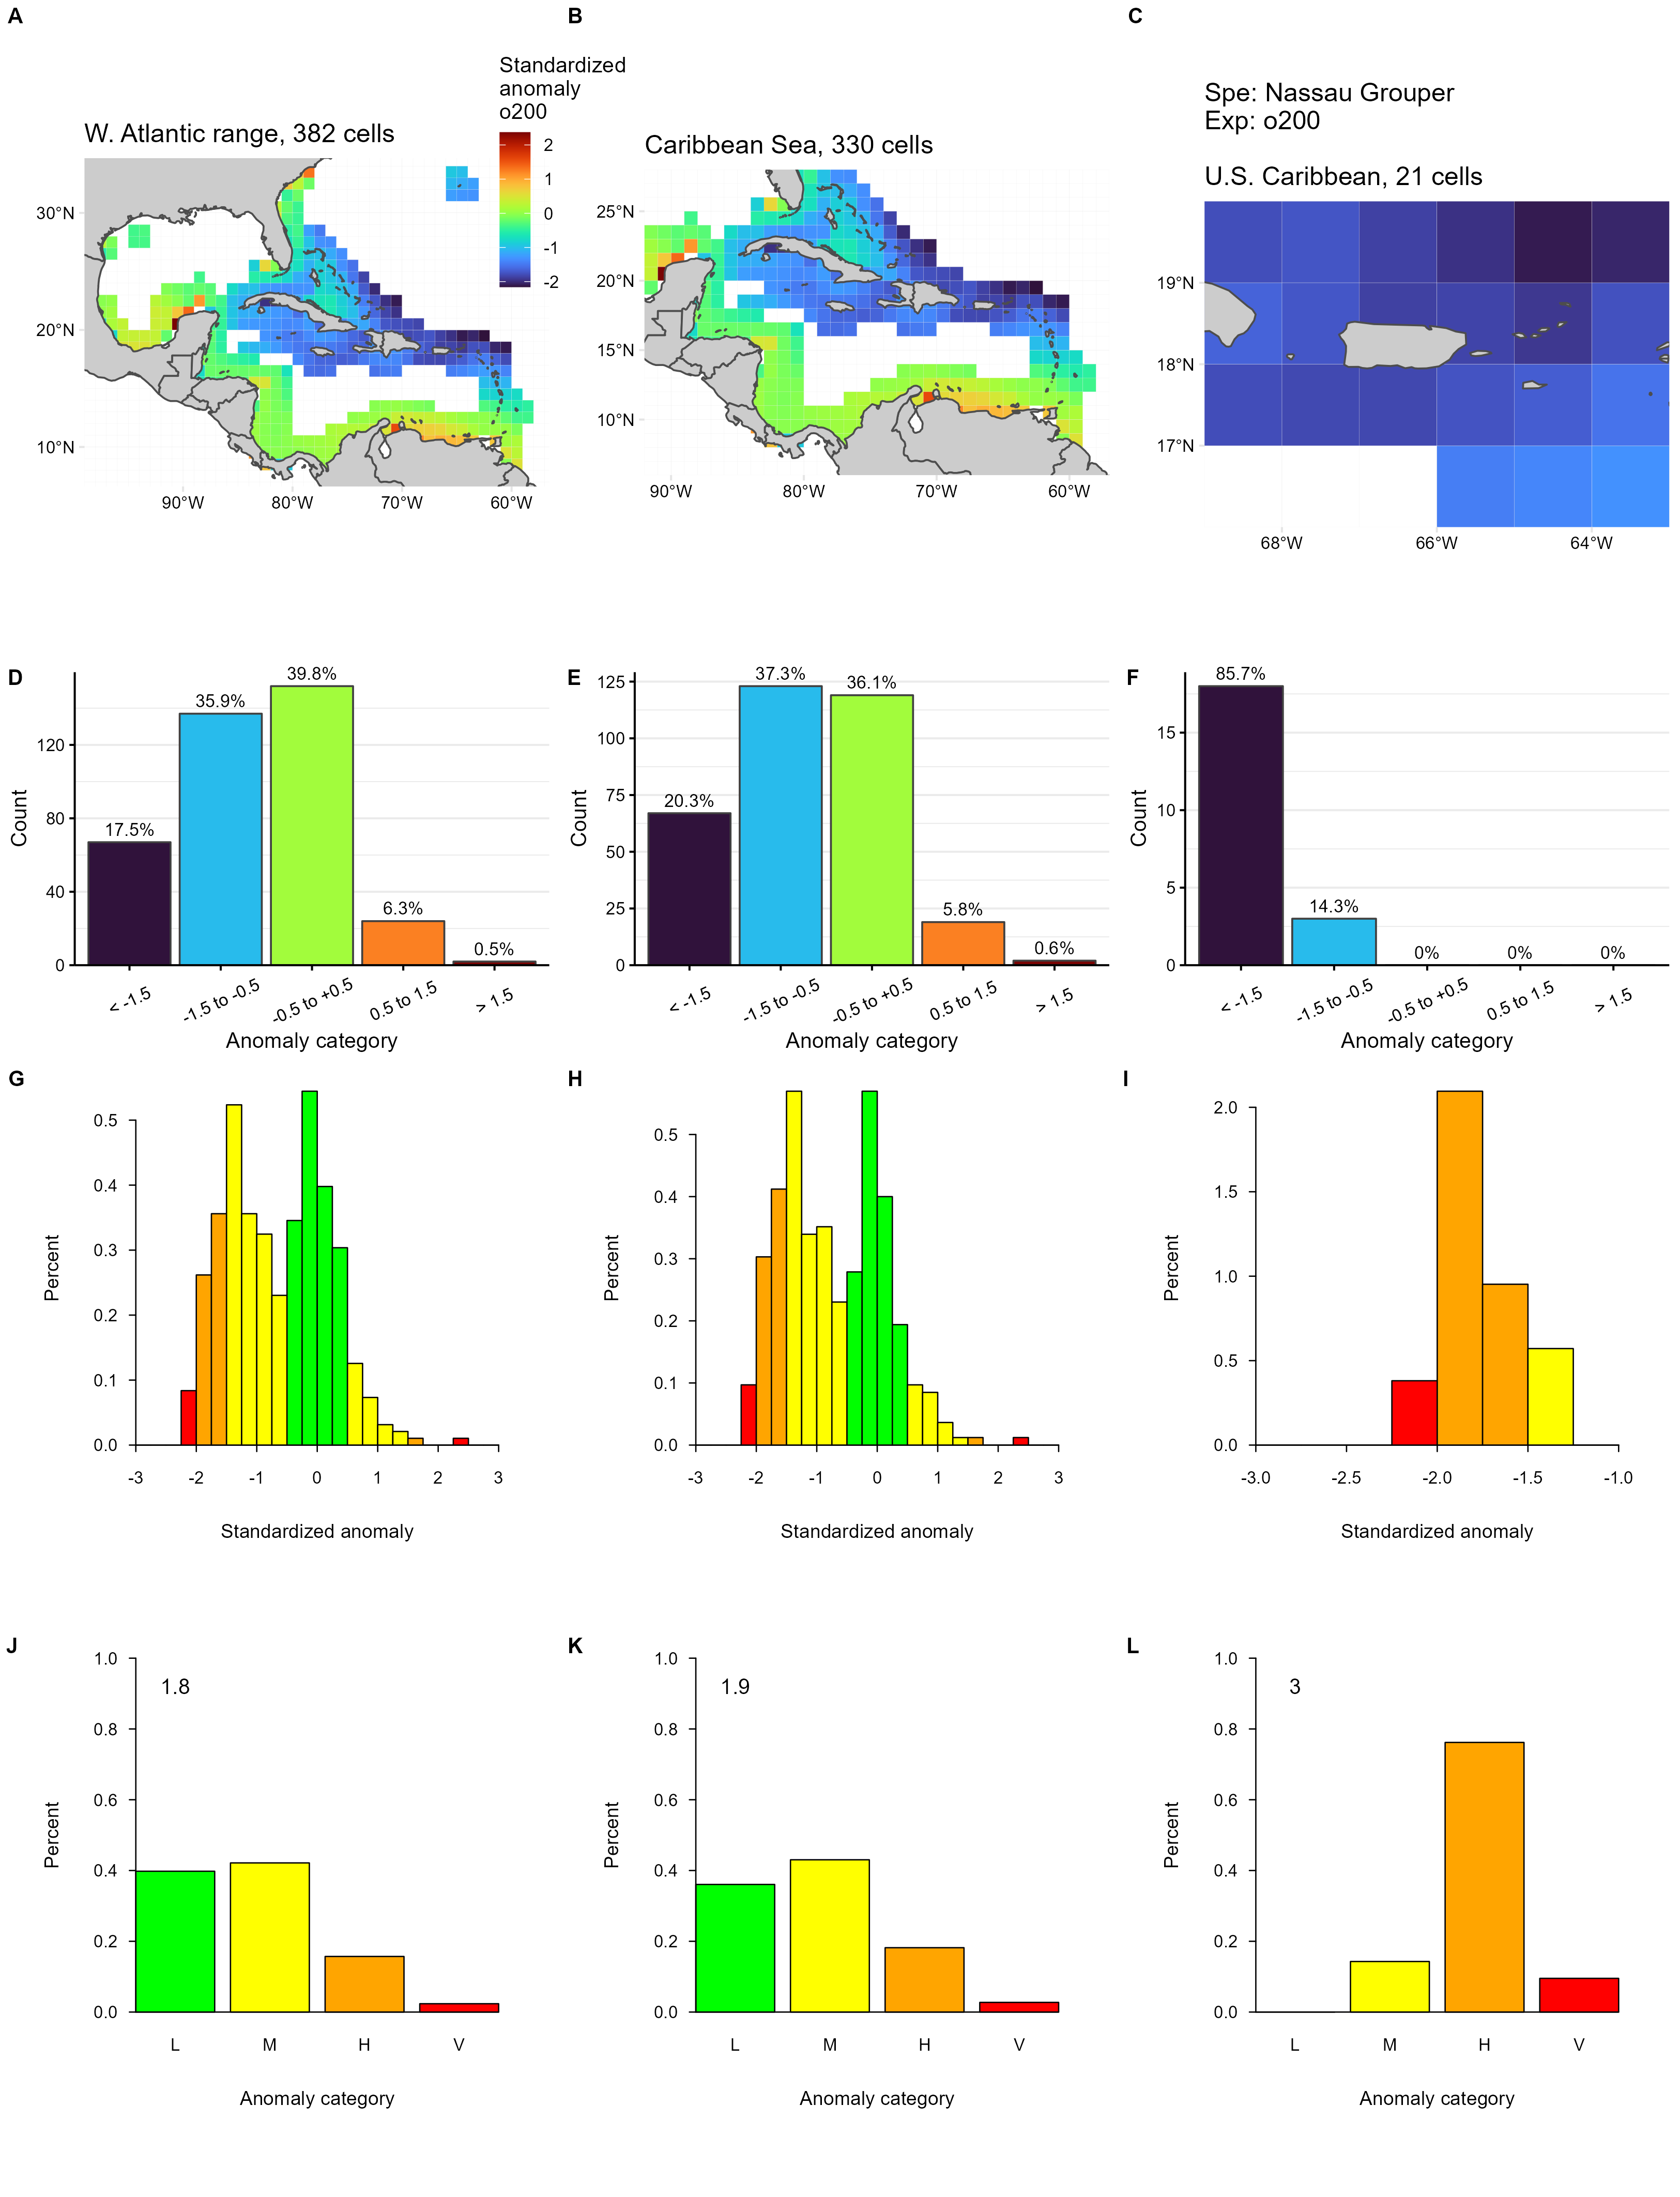 A
B
C
Standardized
anomaly
o200
2
1
0
-1
-2
W. Atlantic range, 382 cells
30°N
20°N
10°N
90°W 80°W 70°W 60°W
Caribbean Sea, 330 cells
25°N
20°N
15°N
10°N
90°W 80°W 70°W 60°W
Spe: Nassau Grouper
Exp: o200
U.S. Caribbean, 21 cells
19°N
18°N
17°N
68°W 66°W 64°W
D
Count
120
80
40
0
17.5% 35.9% 39.8% 6.3% 0.5%
< -1.5 -1.5 to -0.5 -0.5 to +0.5 0.5 to 1.5 > 1.5
Anomaly category
E
Count
125
100
75
50
25
0
20.3% 37.3% 36.1% 5.8% 0.6%
< -1.5 -1.5 to -0.5 -0.5 to +0.5 0.5 to 1.5 > 1.5
Anomaly category
F
Count
15
10
5
0
85.7% 14.3% 0% 0% 0%
< -1.5 -1.5 to -0.5 -0.5 to +0.5 0.5 to 1.5 > 1.5
Anomaly category
G
Percent
0.5
0.4
0.3
0.2
0.1
0.0
-3 -2 -1 0 1 2 3
Standardized anomaly
H
Percent
0.5
0.4
0.3
0.2
0.1
0.0
-3 -2 -1 0 1 2 3
Standardized anomaly
I
Percent
2.0
1.5
1.0
0.5
0.0
-3.0 -2.5 -2.0 -1.5 -1.0
Standardized anomaly
J
1.8
Percent
1.0
0.8
0.6
0.4
0.2
0.0
L M H V
Anomaly category
K
1.9
Percent
1.0
0.8
0.6
0.4
0.2
0.0
L M H V
Anomaly category
L
3
Percent
1.0
0.8
0.6
0.4
0.2
0.0
L M H V
Anomaly category